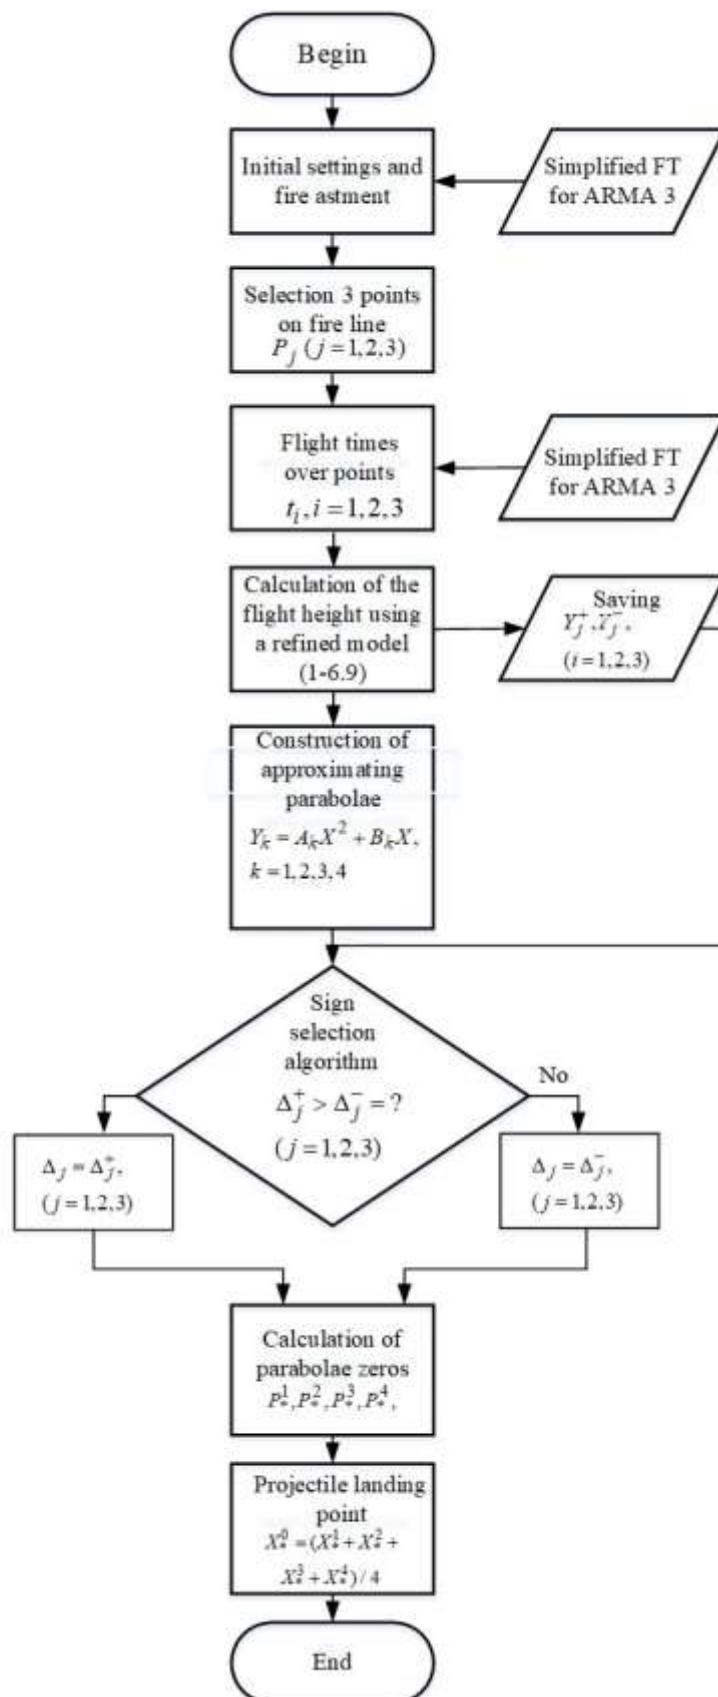 Begin
Initial settings and
fire astment
Simplified FT
for ARMA 3
Selection 3 points
on fire line
P_j (j = 1,2,3)
Flight times
over points
t_i, i = 1,2,3
Simplified FT
for ARMA 3
Calculation of the
flight height using
a refined model
(1-6.9)
Saving
Y_j^+, Y_j^-,
(i = 1,2,3)
Construction of
approximating
parabolae
Y_k = A_k X^2 + B_k X,
k = 1,2,3,4
Sign
selection
algorithm
Δ_j^+ > Δ_j^- = ?
(j = 1,2,3)
No
Δ_j = Δ_j^+,
(j = 1,2,3)
Δ_j = Δ_j^-,
(j = 1,2,3)
Calculation of
parabolae zeros
P_*^1, P_*^2, P_*^3, P_*^4,
Projectile landing
point
X_*^0 = (X_*^1 + X_*^2 +
X_*^3 + X_*^4) / 4
End